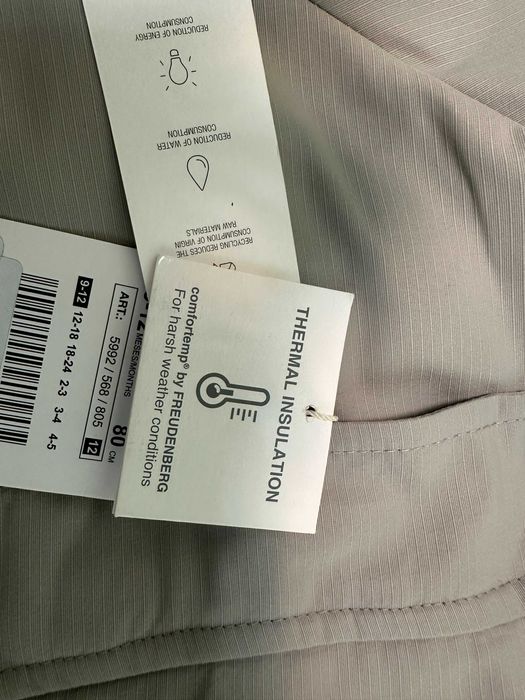 REDUCTION OF ENERGY
CONSUMPTION
REDUCTION OF WATER
CONSUMPTION
RECYCLING REDUCES THE
CONSUMPTION OF VIRGIN
RAW MATERIALS
THERMAL INSULATION
comfortemp® by FREUDENBERG
For harsh weather conditions
MESES/MONTHS 80 CM
ART.: 5992 / 568 / 805 12
9-12 12-18 18-24 2-3 3-4 4-5